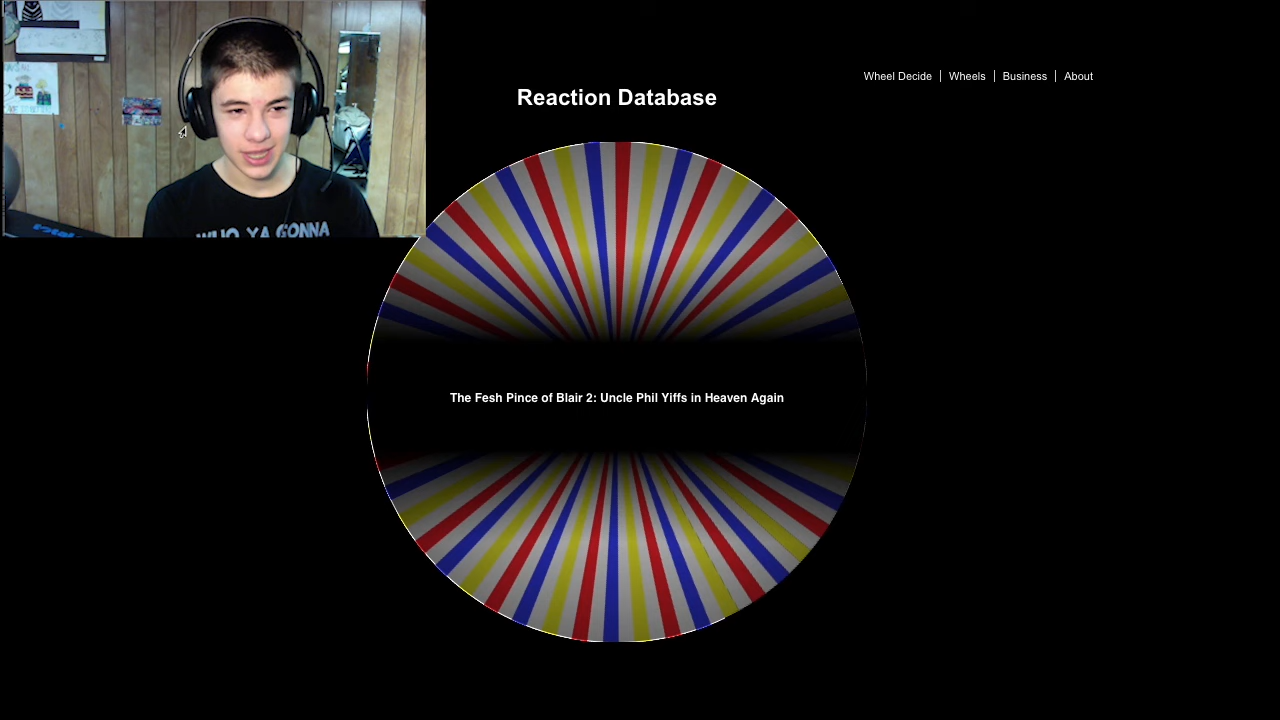 Wheel Decide
Wheels
Business
About
Reaction Database
WHO YA GONNA
The Fesh Pince of Blair 2: Uncle Phil Yiffs in Heaven Again